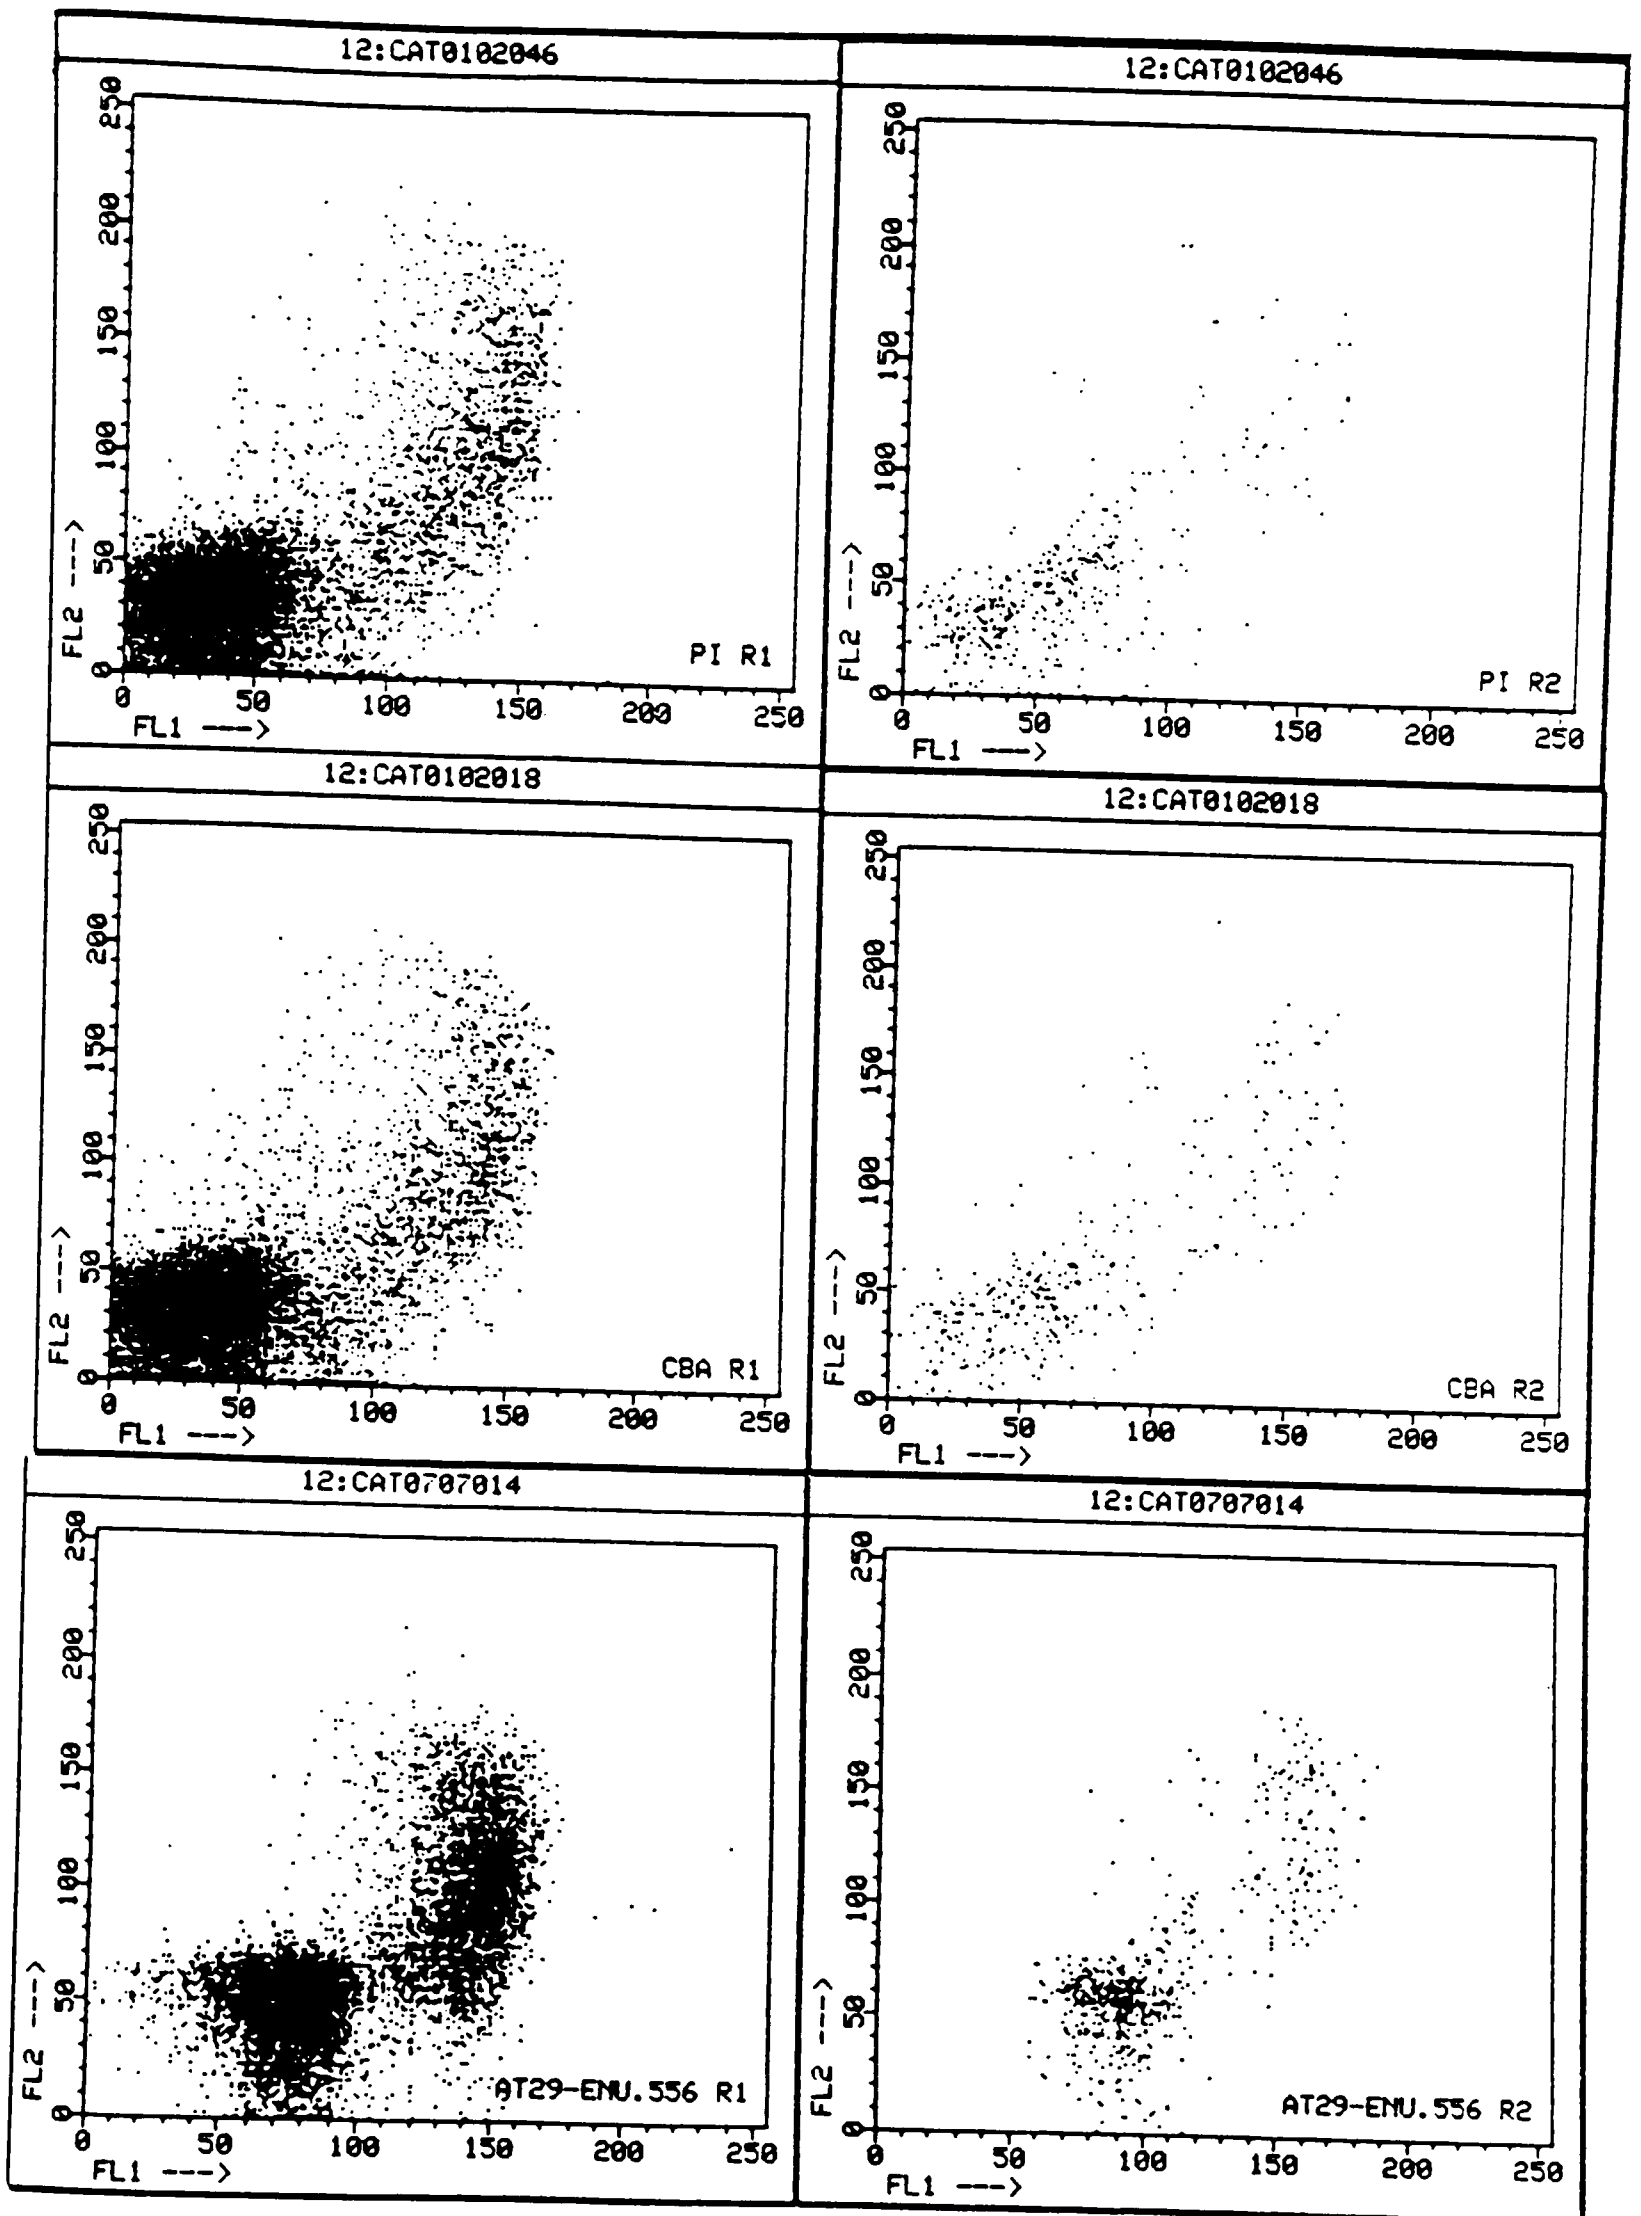 12:CAT0102046
250
200
150
100
50
0
FL2 --->
0 50 100 150 200 250
FL1 --->
PI R1
12:CAT0102046
250
200
150
100
50
0
FL2 --->
0 50 100 150 200 250
FL1 --->
PI R2
12:CAT0102018
250
200
150
100
50
0
FL2 --->
0 50 100 150 200 250
FL1 --->
CBA R1
12:CAT0102018
250
200
150
100
50
0
FL2 --->
0 50 100 150 200 250
FL1 --->
CBA R2
12:CAT0707014
250
200
150
100
50
0
FL2 --->
0 50 100 150 200 250
FL1 --->
AT29-ENU.556 R1
12:CAT0707014
250
200
150
100
50
0
FL2 --->
0 50 100 150 200 250
FL1 --->
AT29-ENU.556 R2